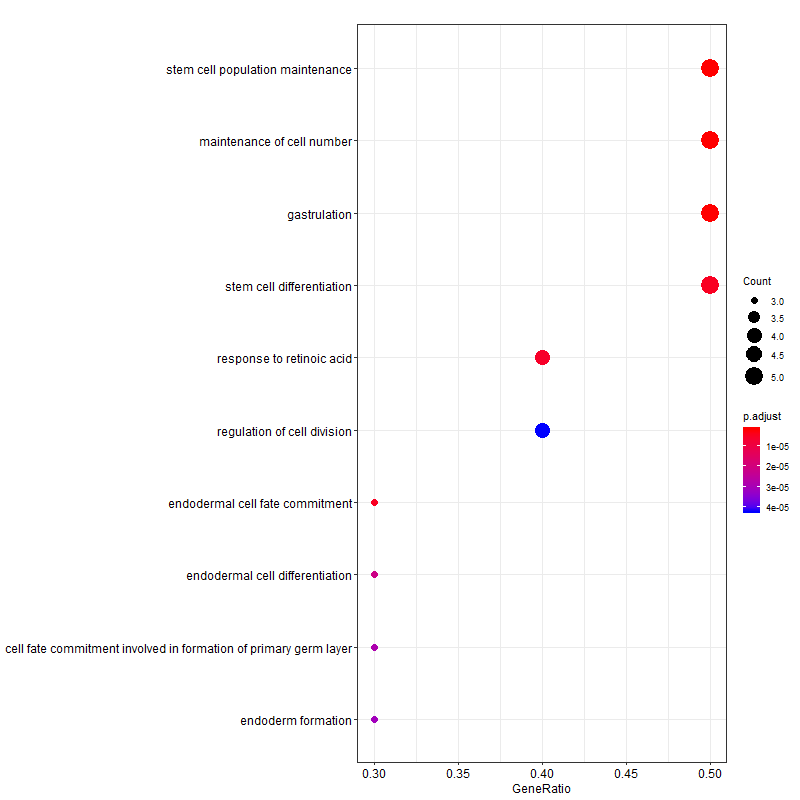 stem cell population maintenance
maintenance of cell number
gastrulation
stem cell differentiation
response to retinoic acid
regulation of cell division
endodermal cell fate commitment
endodermal cell differentiation
cell fate commitment involved in formation of primary germ layer
endoderm formation
0.30 0.35 0.40 0.45 0.50
GeneRatio
Count
3.0
3.5
4.0
4.5
5.0
p.adjust
1e-05
2e-05
3e-05
4e-05